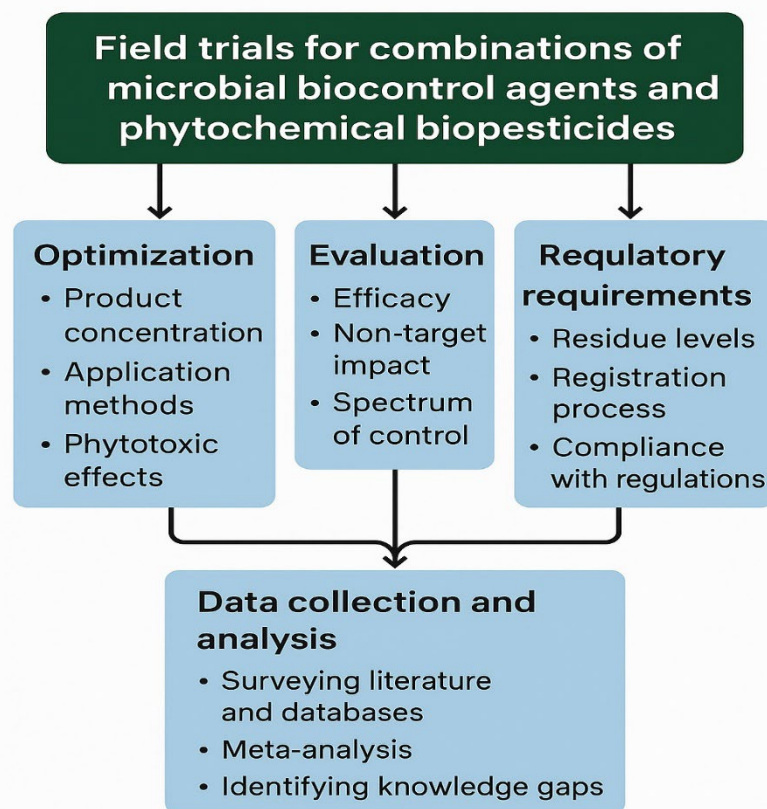 Field trials for combinations of
microbial biocontrol agents and
phytochemical biopesticides
Optimization
• Product
concentration
• Application
methods
• Phytotoxic
effects
Evaluation
• Efficacy
• Non-target
impact
• Spectrum
of control
Requlatory
requirements
• Residue levels
• Registration
process
• Compliance
with regulations
Data collection and
analysis
• Surveying literature
and databases
• Meta-analysis
• Identifying knowledge gaps